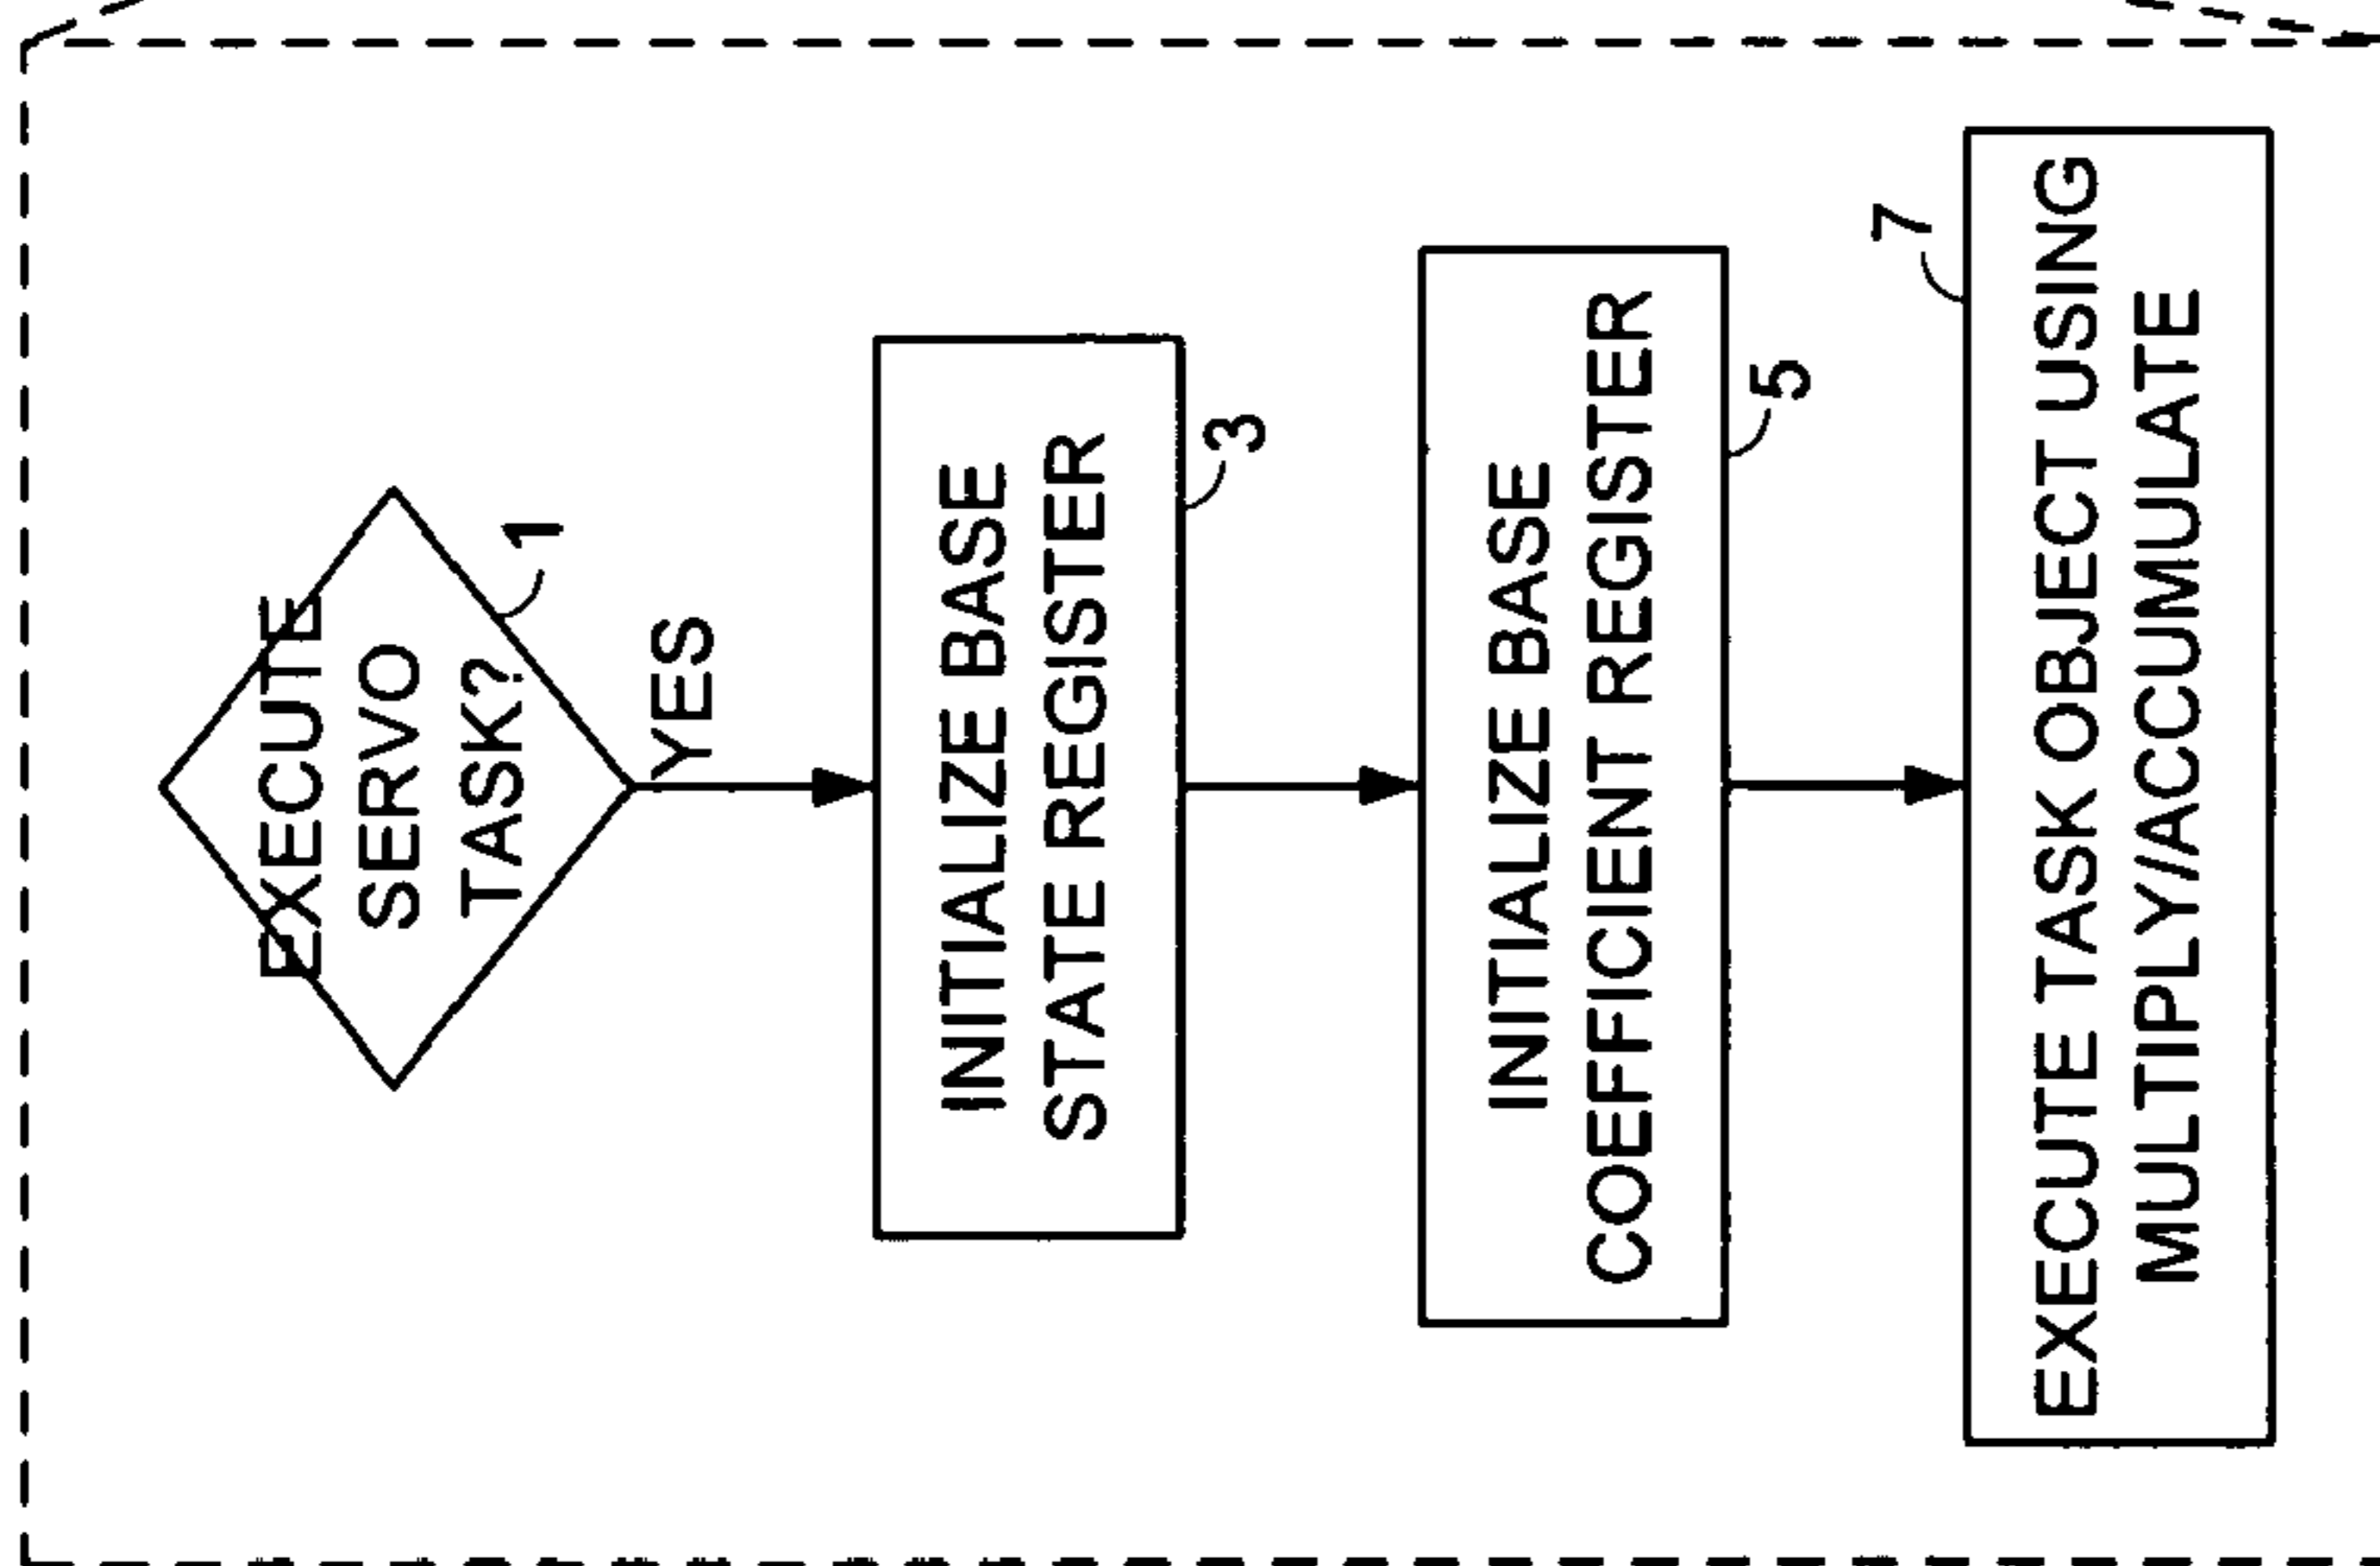 EXECUTE
SERVO
TASK?
1
YES
INITIALIZE BASE
STATE REGISTER
3
INITIALIZE BASE
COEFFICIENT REGISTER
5
7
EXECUTE TASK OBJECT USING
MULTIPLY/ACCUMULATE